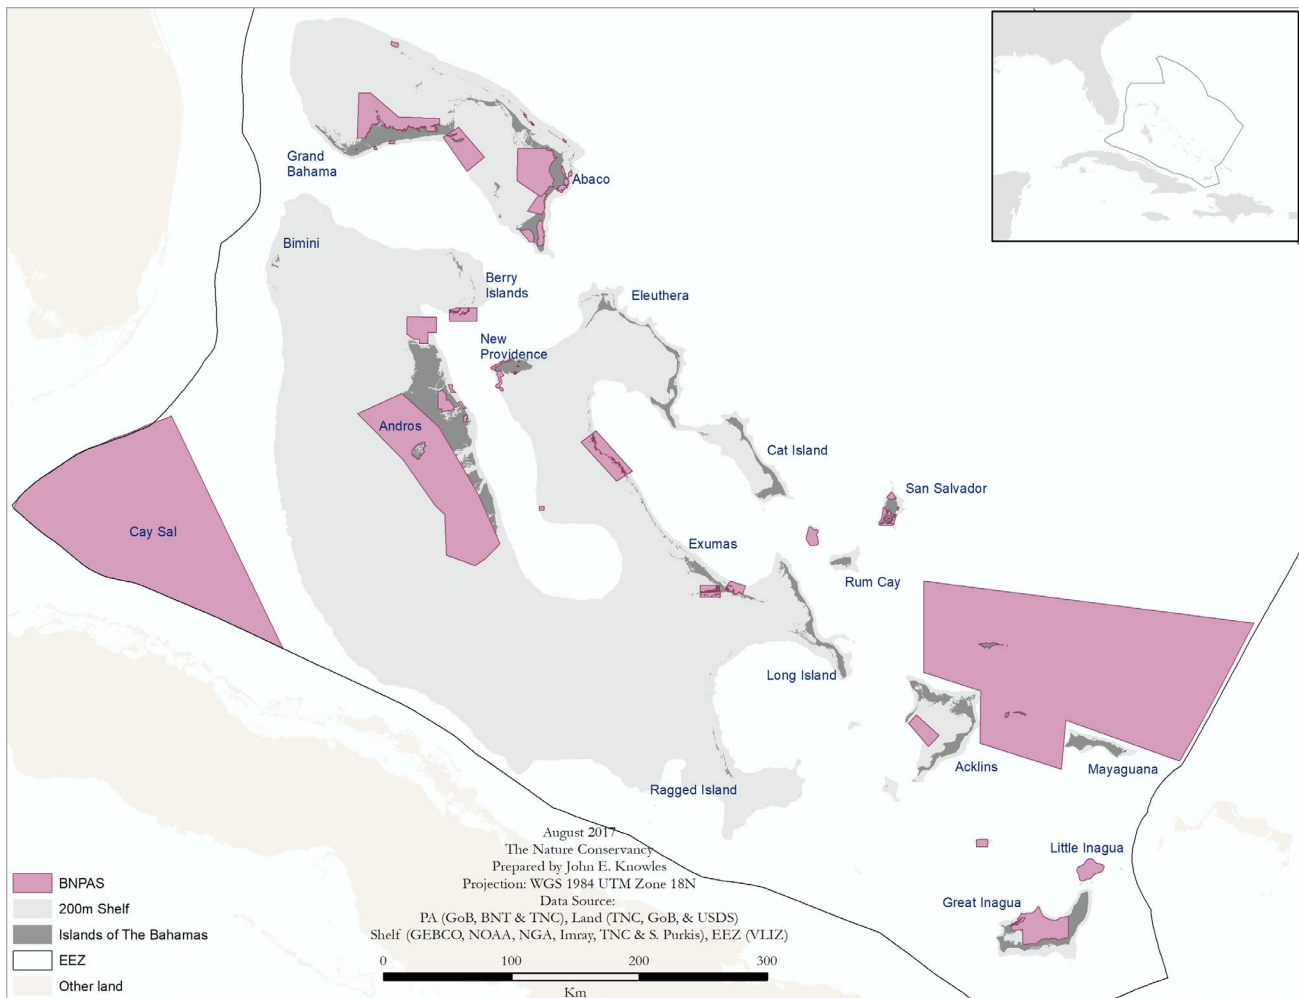 Grand
Bahama
Abaco
Bimini
Berry
Islands
Eleuthera
New
Providence
Andros
Cat Island
San Salvador
Cay Sal
Exumas
Rum Cay
Long Island
Acklins
Mayaguana
Ragged Island
Little Inagua
Great Inagua
August 2017
The Nature Conservancy
Prepared by John E. Knowles
Projection: WGS 1984 UTM Zone 18N
Data Source:
PA (GoB, BNT & TNC), Land (TNC, GoB, & USDS)
Shelf (GEBCO, NOAA, NGA, Imray, TNC & S. Purkis), EEZ (VLIZ)
0 100 200 300
Km
BNPAS
200m Shelf
Islands of The Bahamas
EEZ
Other land